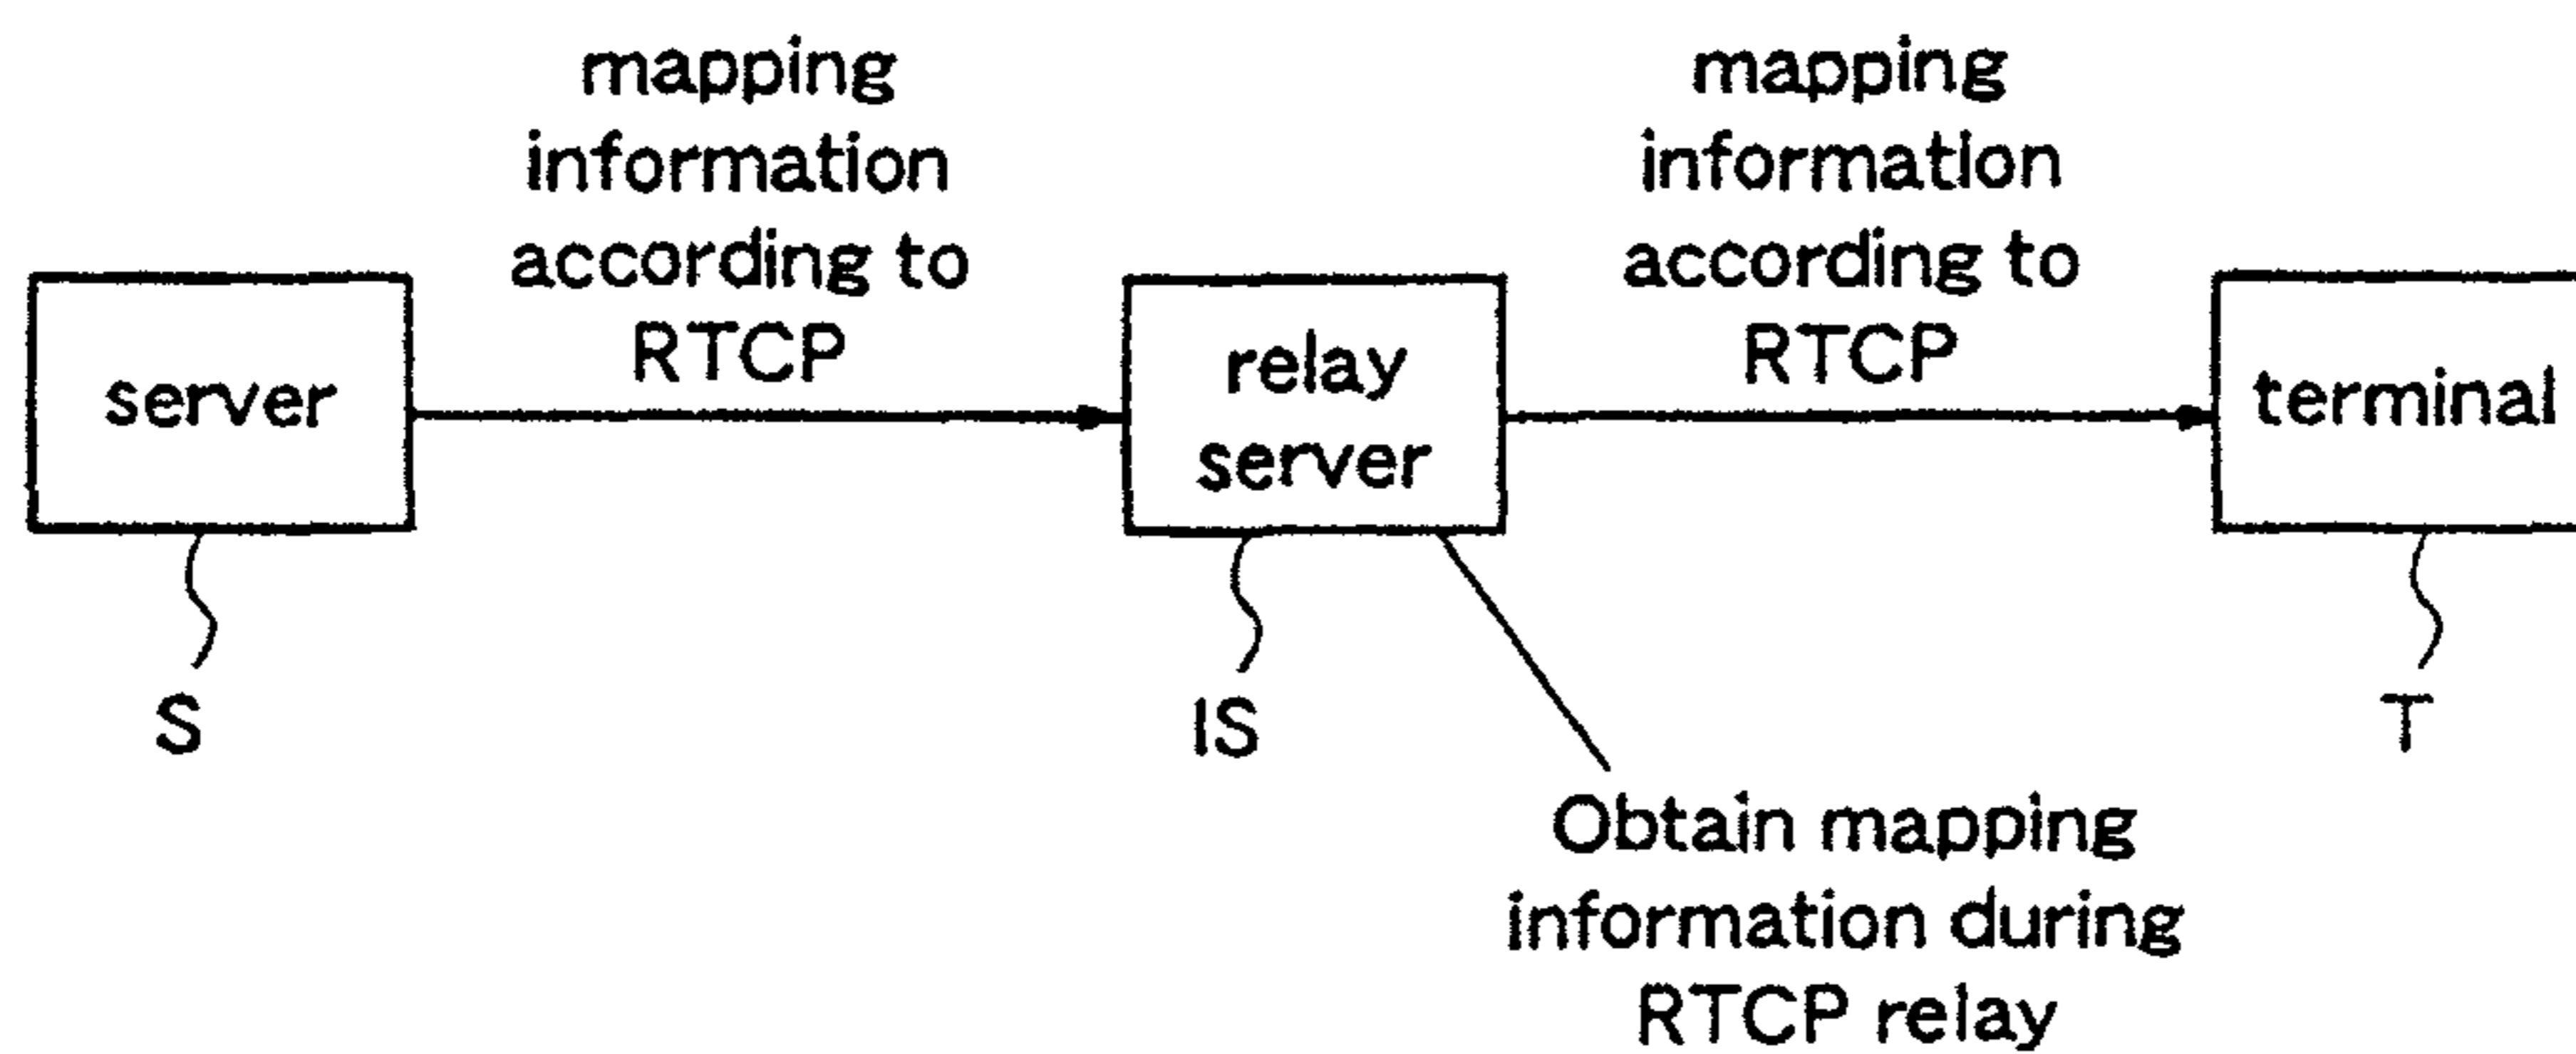 mapping
information
according to
RTCP
mapping
information
according to
RTCP
server
relay
server
terminal
S
IS
T
Obtain mapping
information during
RTCP relay